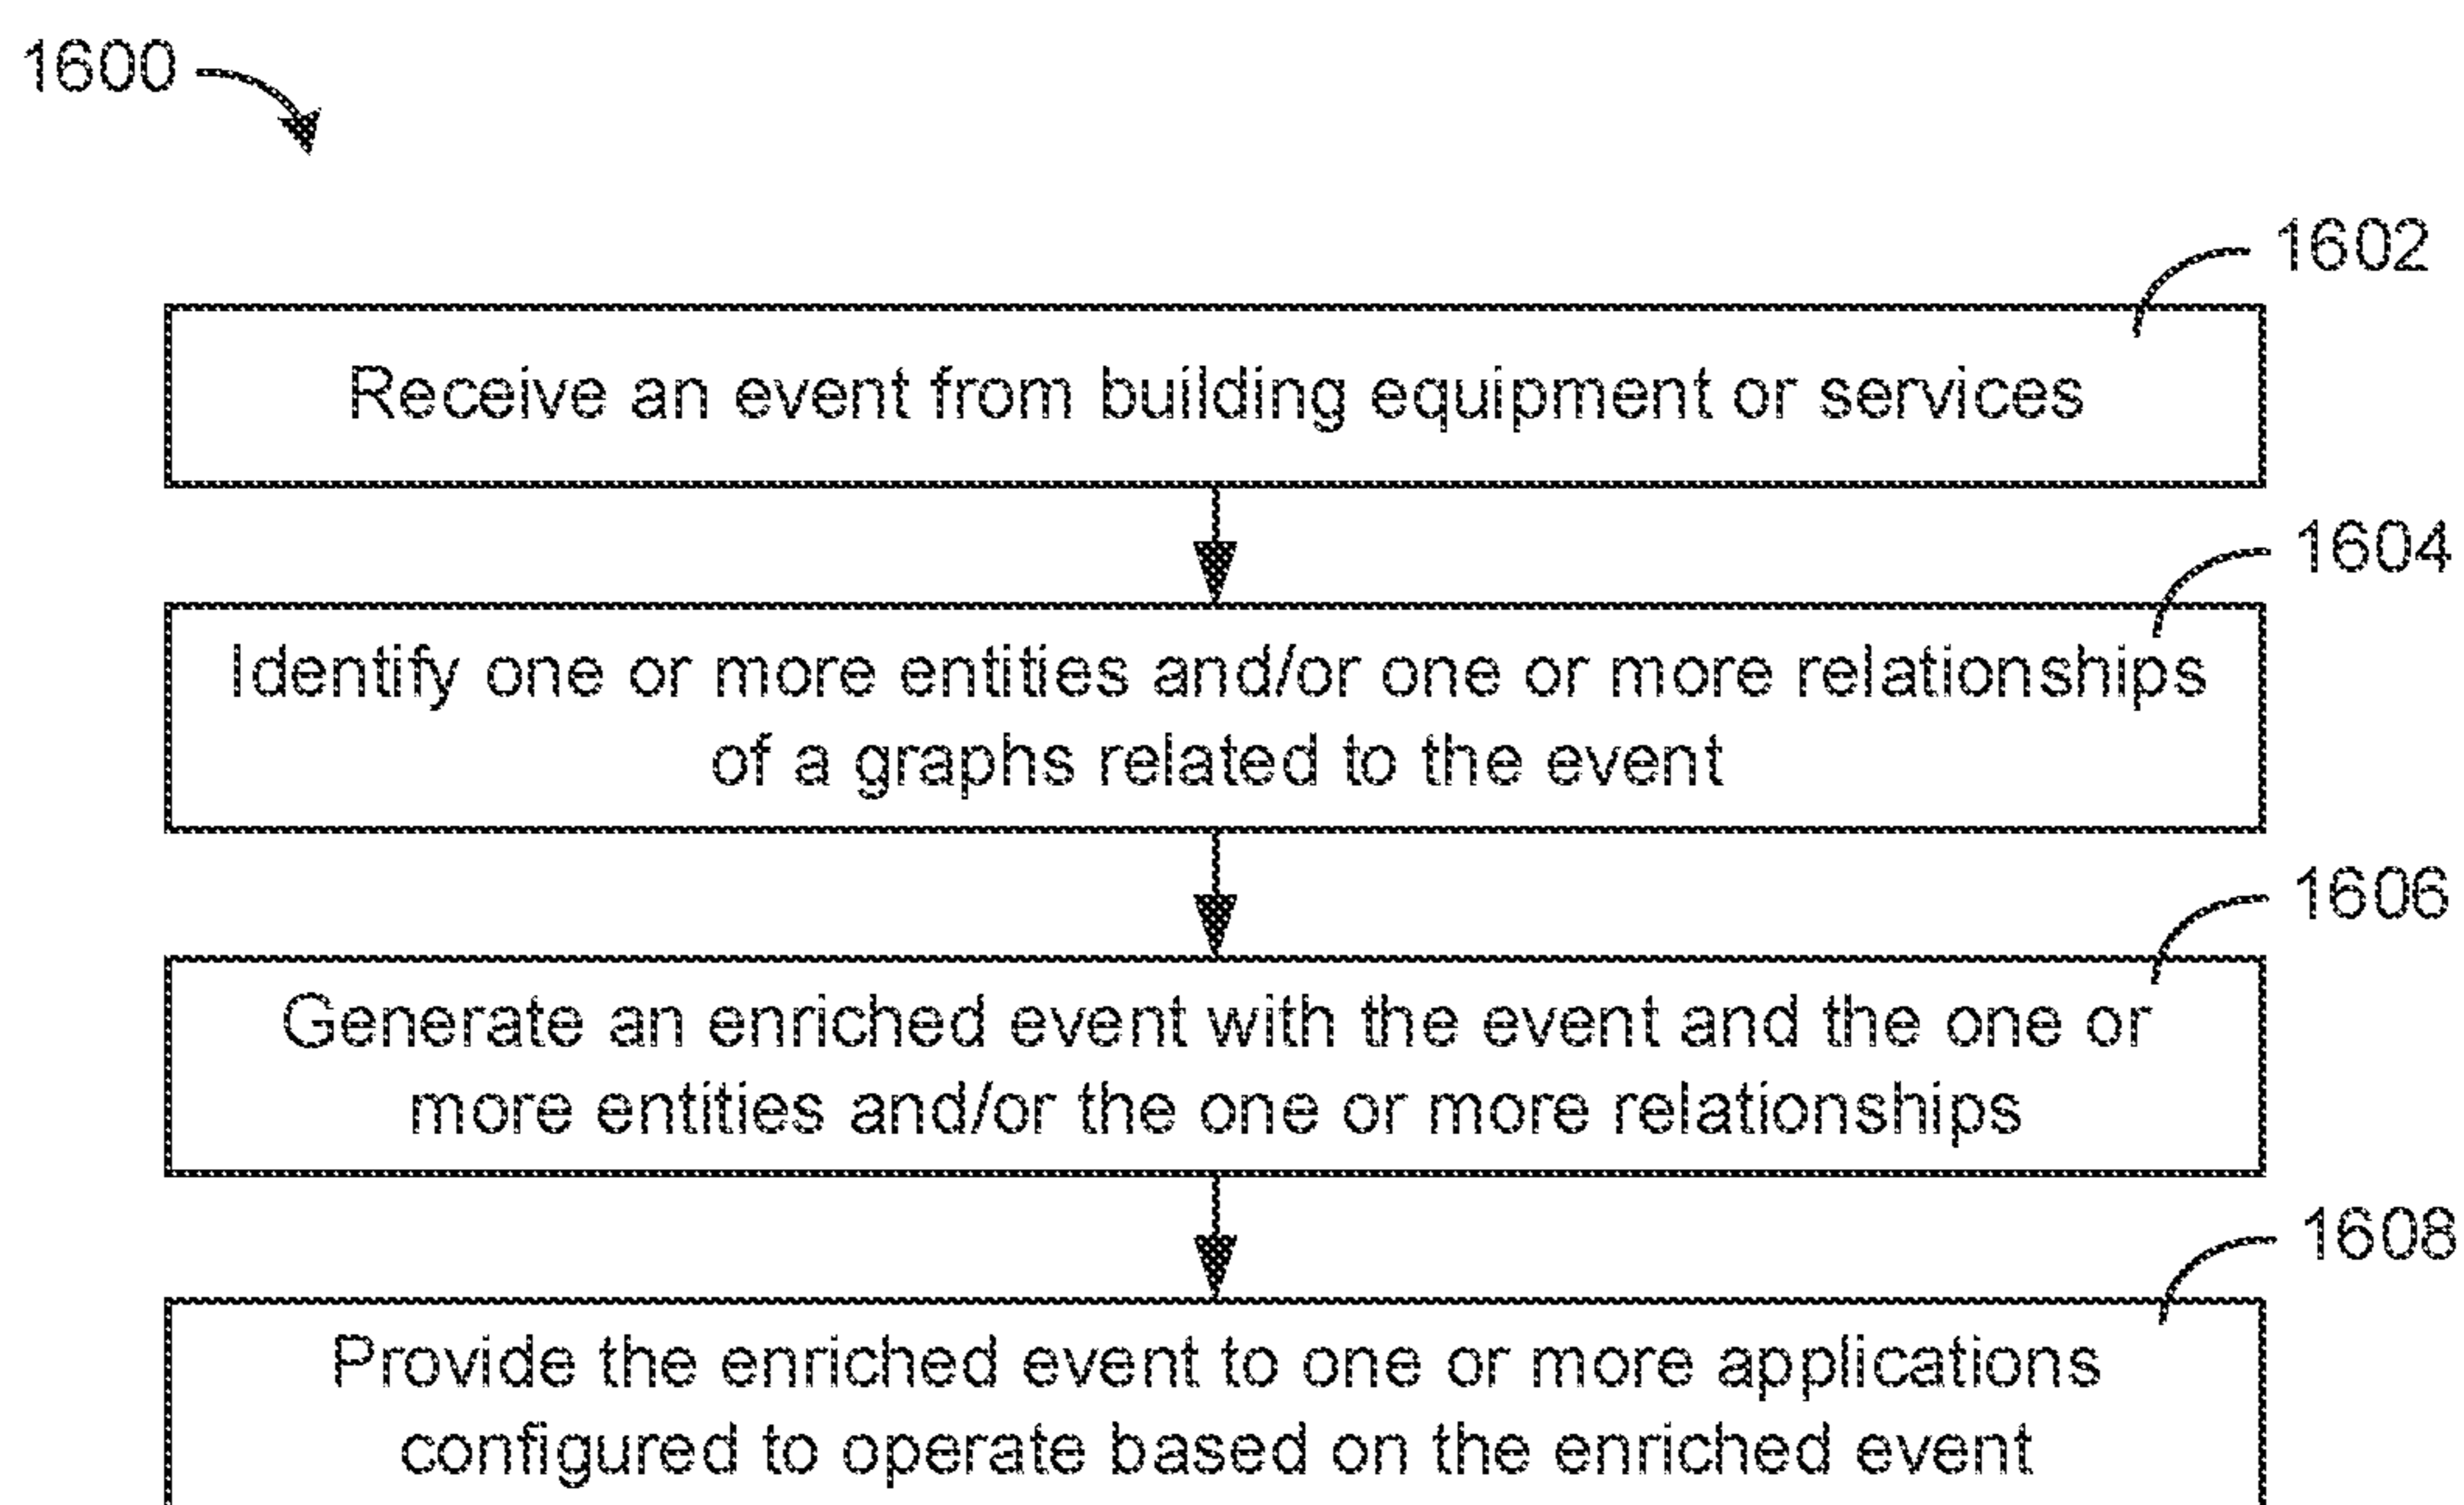 1600
1602
Receive an event from building equipment or services
1604
Identify one or more entities and/or one or more relationships
of a graphs related to the event
1606
Generate an enriched event with the event and the one or
more entities and/or the one or more relationships
1608
Provide the enriched event to one or more applications
configured to operate based on the enriched event